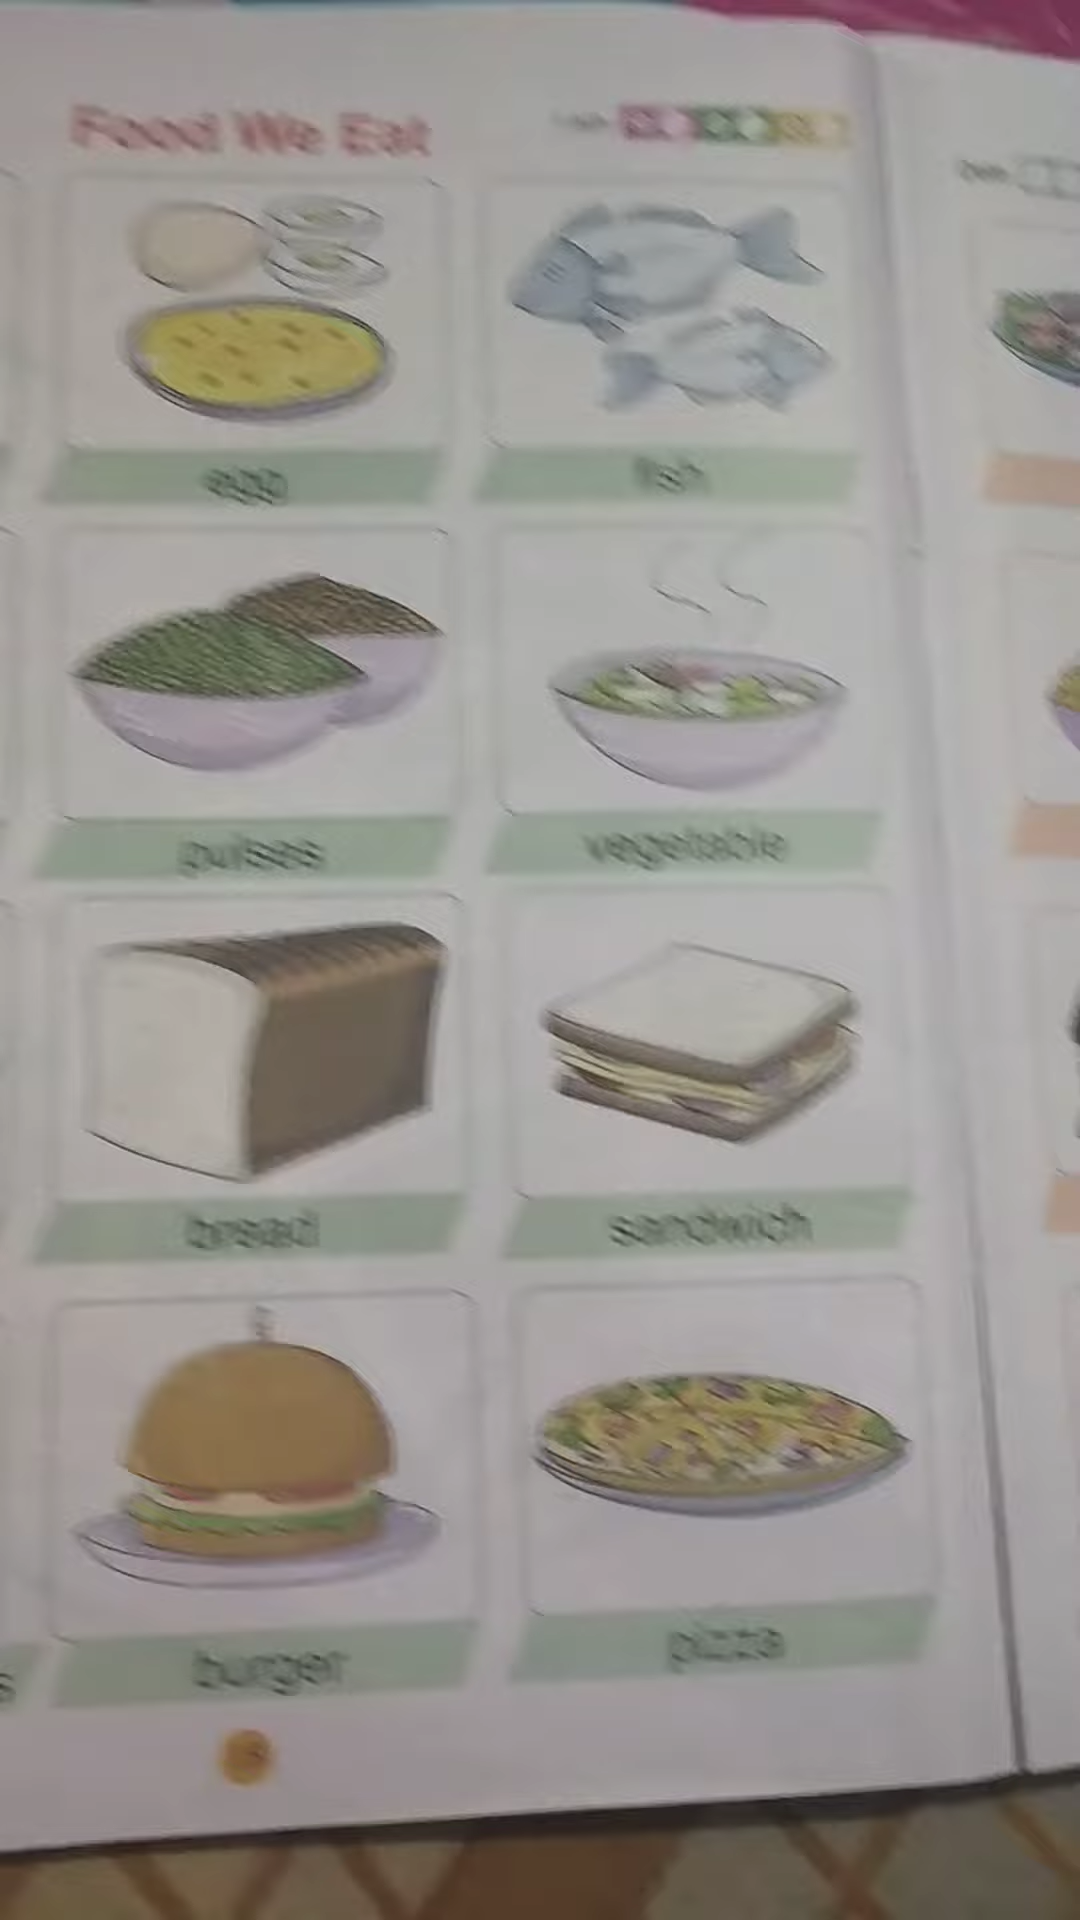 Food We Eat
egg
fish
pulses
vegetable
bread
sandwich
burger
pizza